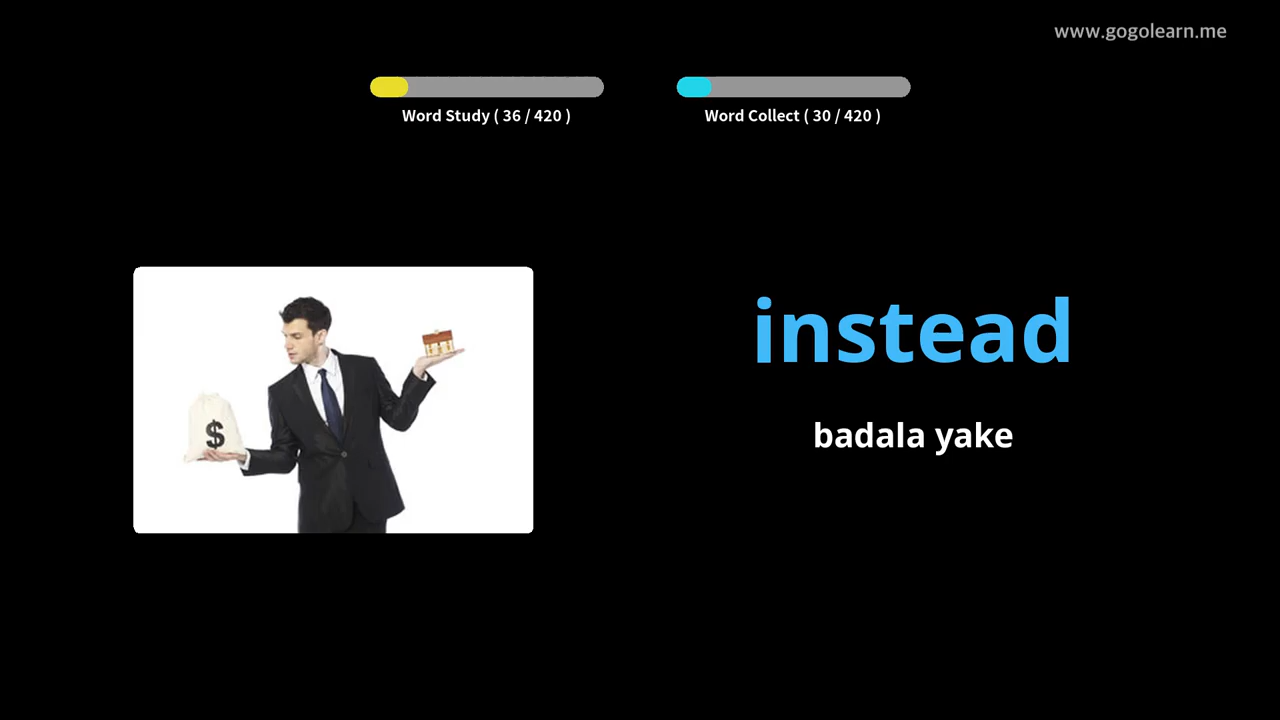 www.gogolearn.me
Word Study ( 36 / 420 )
Word Collect ( 30 / 420 )
$
instead
badala yake